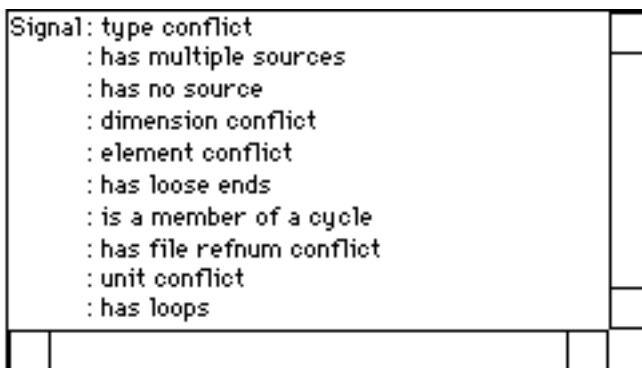 Signal: type conflict
: has multiple sources
: has no source
: dimension conflict
: element conflict
: has loose ends
: is a member of a cycle
: has file refnum conflict
: unit conflict
: has loops